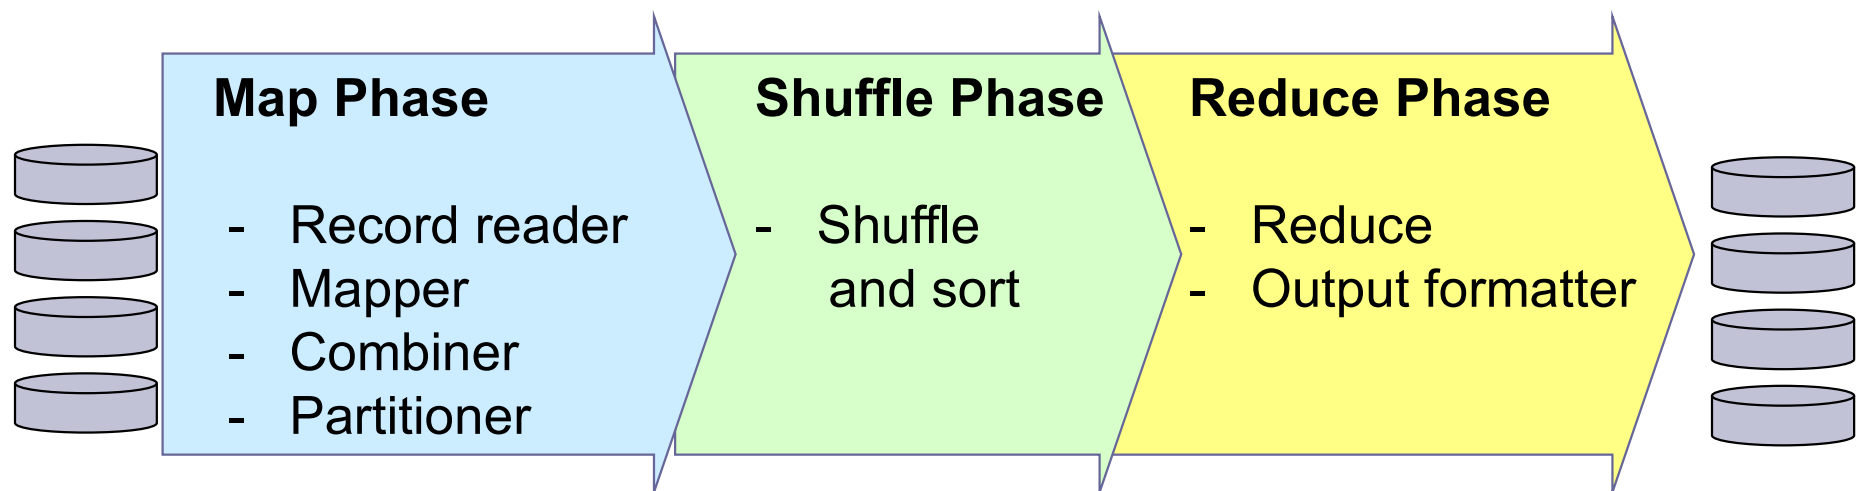 Map Phase
- Record reader
- Mapper
- Combiner
- Partitioner
Shuffle Phase
- Shuffle
and sort
Reduce Phase
- Reduce
- Output formatter